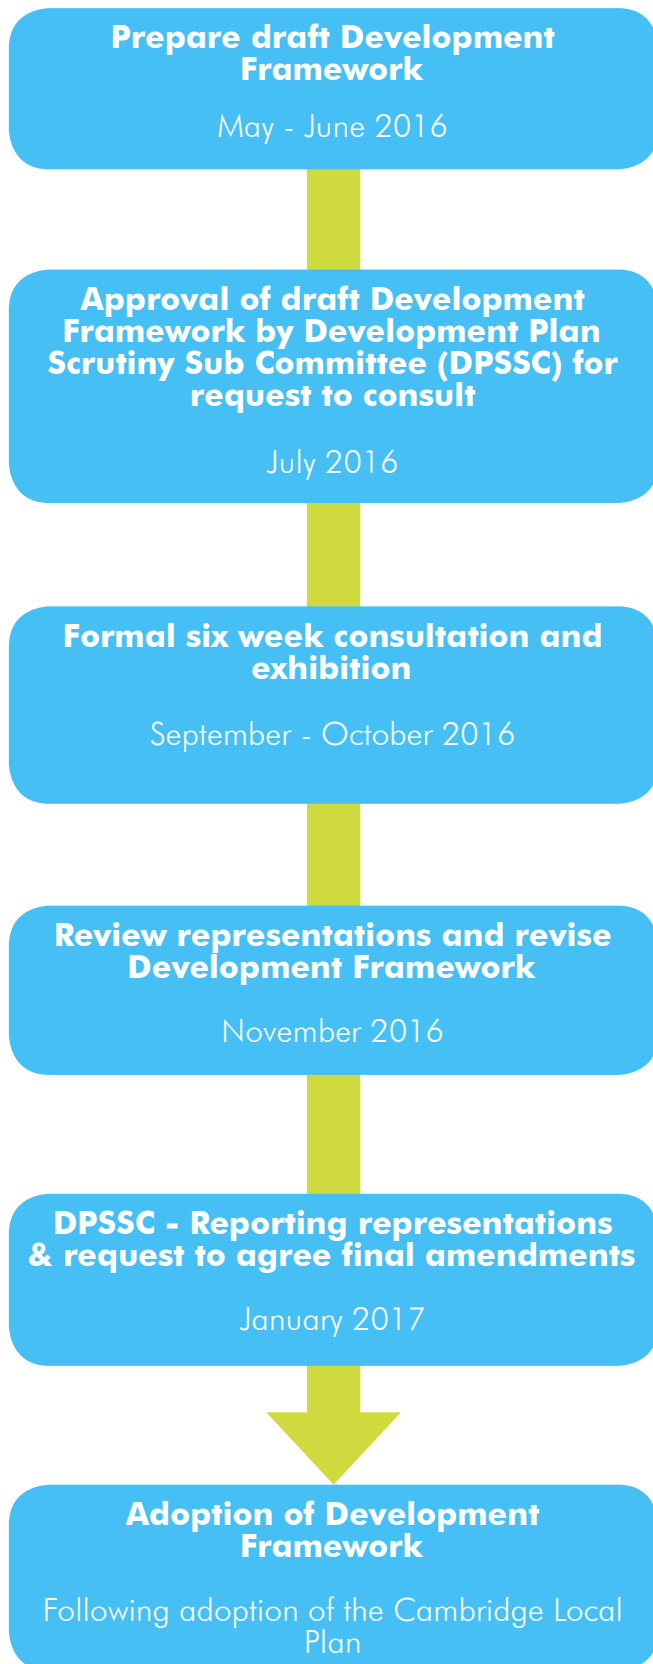 Prepare draft Development
Framework
May - June 2016
Approval of draft Development
Framework by Development Plan
Scrutiny Sub Committee (DPSSC) for
request to consult
July 2016
Formal six week consultation and
exhibition
September - October 2016
Review representations and revise
Development Framework
November 2016
DPSSC - Reporting representations
& request to agree final amendments
January 2017
Adoption of Development
Framework
Following adoption of the Cambridge Local
Plan